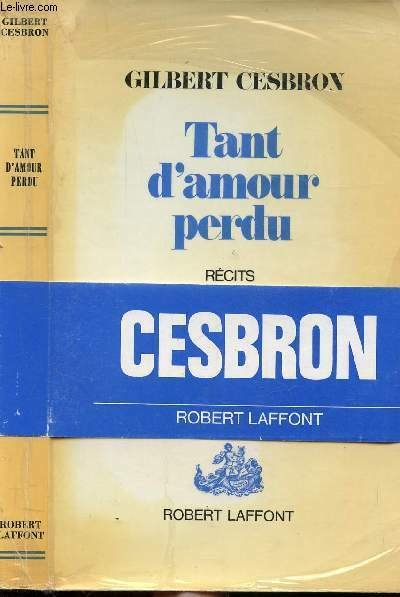 Le-livre.com
GILBERT
CESBRON
TANT
D'AMOUR
PERDU
ROBERT
LAFFONT
GILBERT CESBRON
Tant
d'amour
perdu
RÉCITS
CESBRON
ROBERT LAFFONT
ROBERT LAFFONT